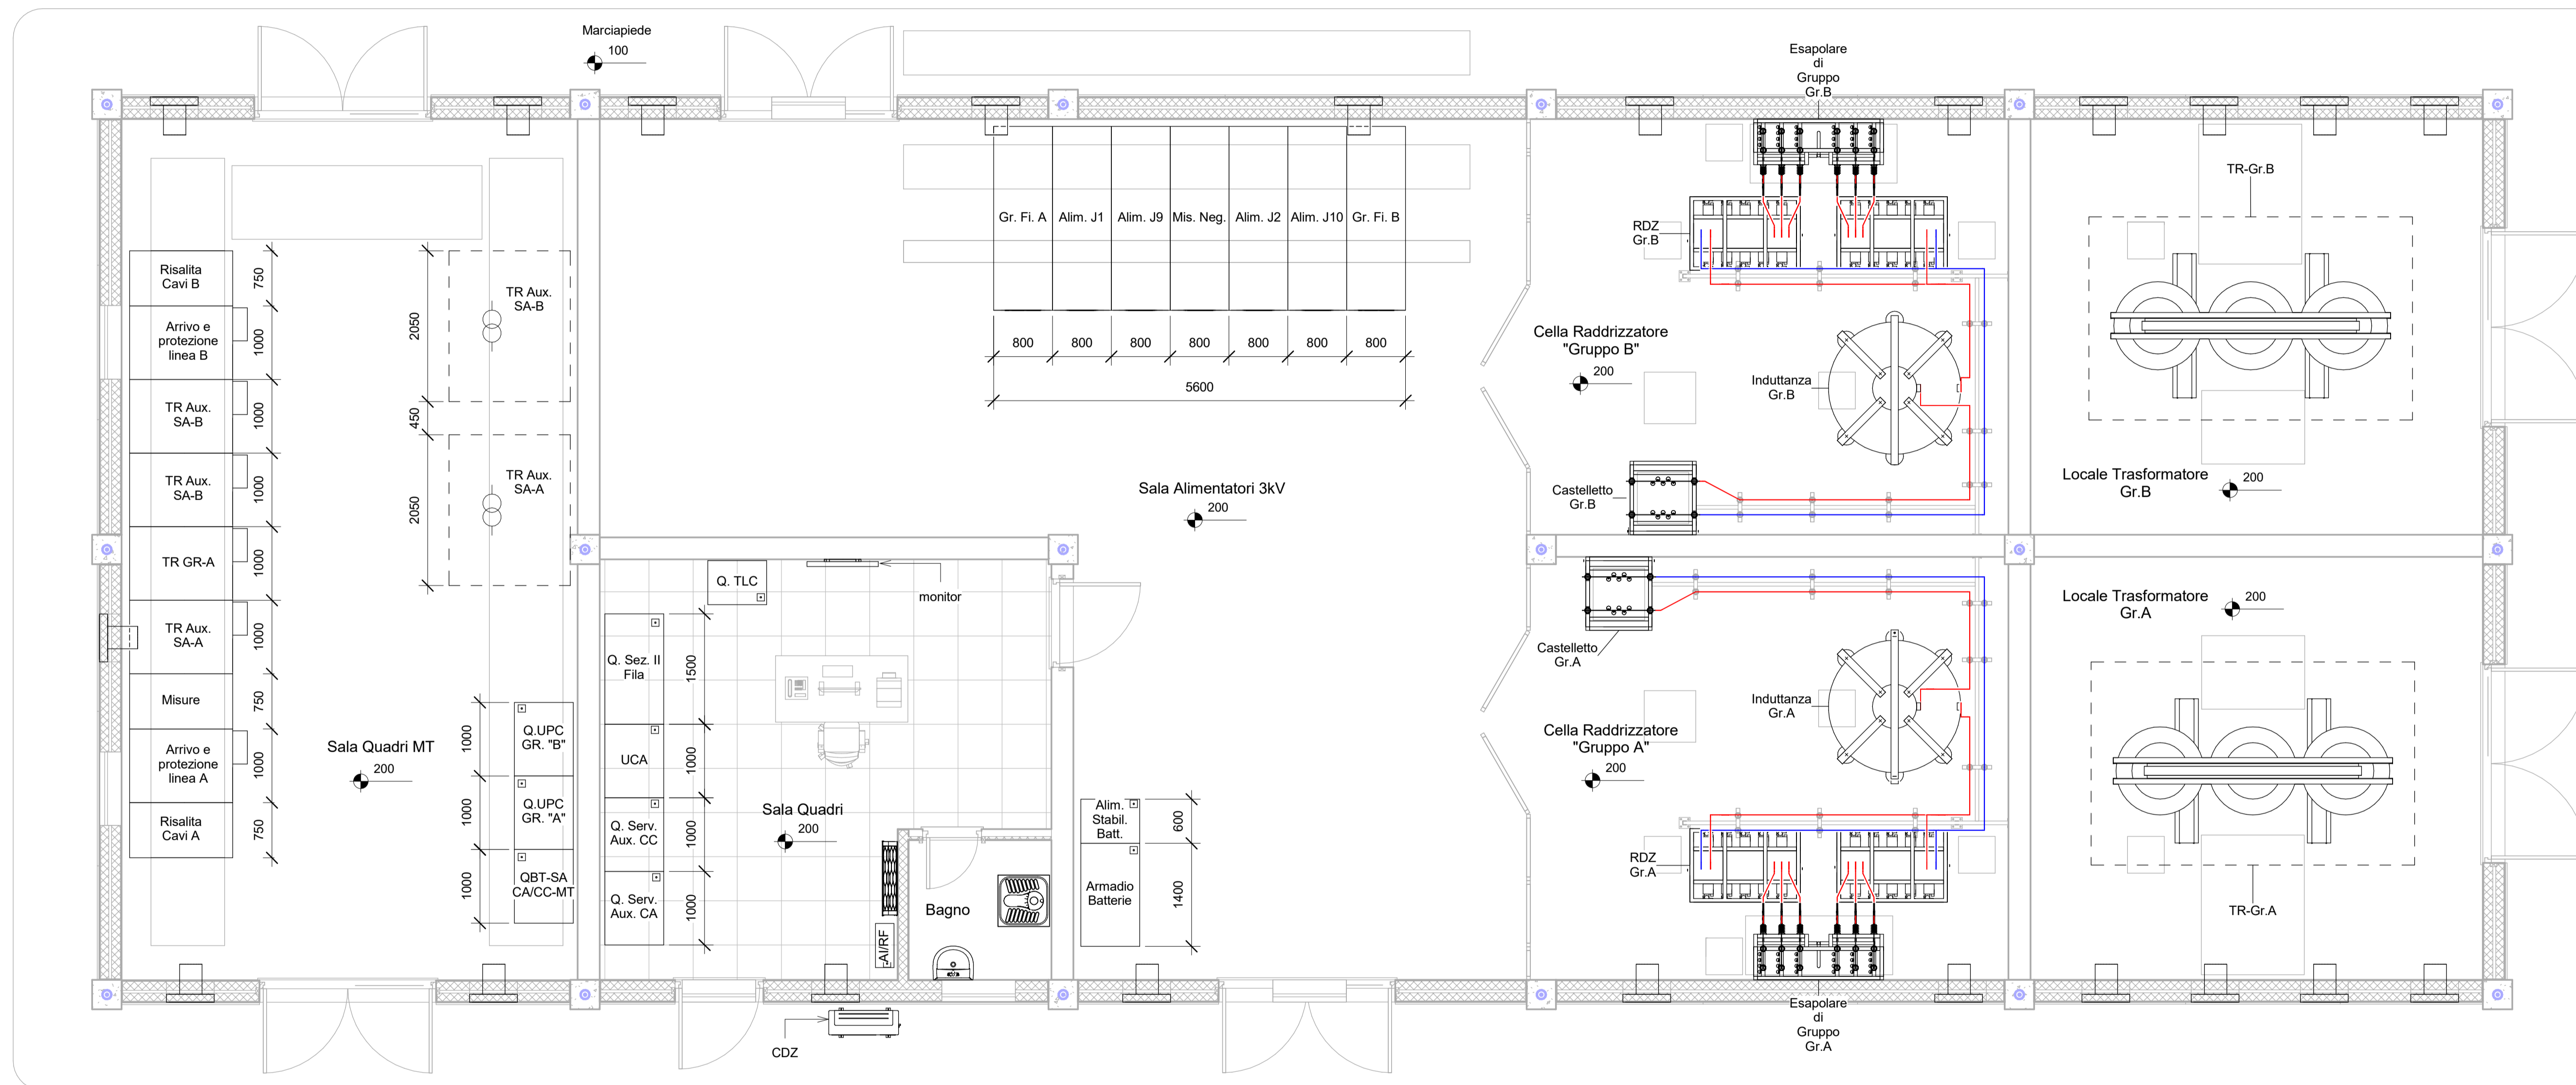 Marciapiede
100
Esapolare
di
Gruppo
Gr.B
Risalita
Cavi B
750
Arrivo e
protezione
linea B
1000
TR Aux.
SA-B
1000
TR Aux.
SA-B
1000
TR GR-A
1000
TR Aux.
SA-A
1000
Misure
750
Arrivo e
protezione
linea A
1000
Risalita
Cavi A
750
2050
450
2050
TR Aux.
SA-B
TR Aux.
SA-A
Sala Quadri MT
200
1000
1000
1000
Q.UPC
GR. "B"
Q.UPC
GR. "A"
QBT-SA
CA/CC-MT
Gr. Fi. A
Alim. J1
Alim. J9
Mis. Neg.
Alim. J2
Alim. J10
Gr. Fi. B
800
800
800
800
800
800
800
5600
Sala Alimentatori 3kV
200
Q. TLC
monitor
Q. Sez. II
Fila
1500
UCA
1000
Q. Serv.
Aux. CC
1000
Q. Serv.
Aux. CA
1000
Sala Quadri
200
AI/RF
Bagno
CDZ
Alim.
Stabil.
Batt.
600
Armadio
Batterie
1400
RDZ
Gr.B
Cella Raddrizzatore
"Gruppo B"
200
Induttanza
Gr.B
Castelletto
Gr.B
Castelletto
Gr.A
Induttanza
Gr.A
Cella Raddrizzatore
"Gruppo A"
200
RDZ
Gr.A
Esapolare
di
Gruppo
Gr.A
TR-Gr.B
Locale Trasformatore
Gr.B
200
Locale Trasformatore
Gr.A
200
TR-Gr.A